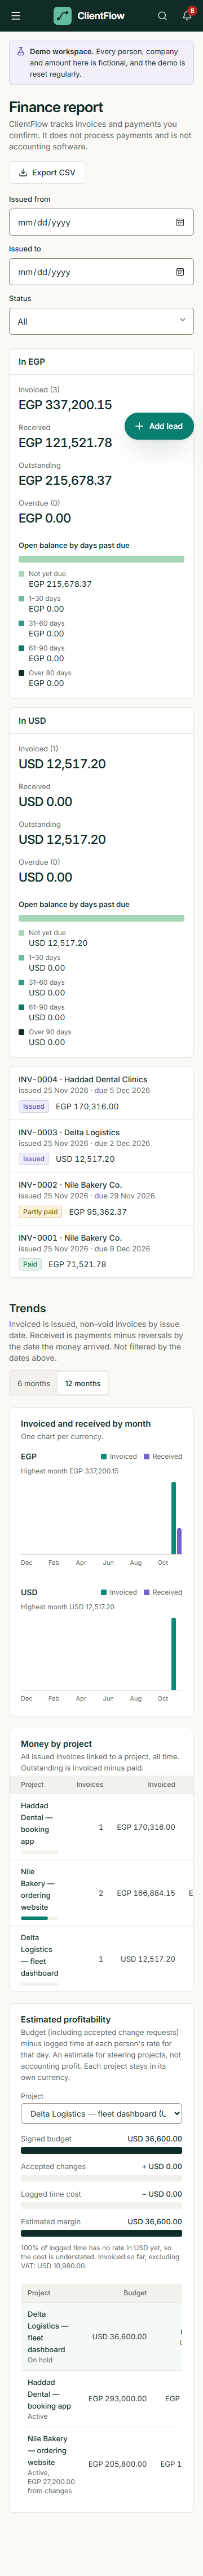 ClientFlow
8
Demo workspace. Every person, company
and amount here is fictional, and the demo is
reset regularly.
Finance report
ClientFlow tracks invoices and payments you
confirm. It does not process payments and is not
accounting software.
Export CSV
Issued from
mm/dd/yyyy
Issued to
mm/dd/yyyy
Status
All
In EGP
Invoiced (3)
EGP 337,200.15
Add lead
Received
EGP 121,521.78
Outstanding
EGP 215,678.37
Overdue (0)
EGP 0.00
Open balance by days past due
Not yet due
EGP 215,678.37
1–30 days
EGP 0.00
31–60 days
EGP 0.00
61–90 days
EGP 0.00
Over 90 days
EGP 0.00
In USD
Invoiced (1)
USD 12,517.20
Received
USD 0.00
Outstanding
USD 12,517.20
Overdue (0)
USD 0.00
Open balance by days past due
Not yet due
USD 12,517.20
1–30 days
USD 0.00
31–60 days
USD 0.00
61–90 days
USD 0.00
Over 90 days
USD 0.00
INV-0004 · Haddad Dental Clinics
issued 25 Nov 2026 · due 5 Dec 2026
Issued EGP 170,316.00
INV-0003 · Delta Logistics
issued 25 Nov 2026 · due 2 Dec 2026
Issued USD 12,517.20
INV-0002 · Nile Bakery Co.
issued 25 Nov 2026 · due 29 Nov 2026
Partly paid EGP 95,362.37
INV-0001 · Nile Bakery Co.
issued 25 Nov 2026 · due 9 Dec 2026
Paid EGP 71,521.78
Trends
Invoiced is issued, non-void invoices by issue
date. Received is payments minus reversals by
the date the money arrived. Not filtered by the
dates above.
6 months 12 months
Invoiced and received by month
One chart per currency.
EGP Invoiced Received
Highest month EGP 337,200.15
Dec Feb Apr Jun Aug Oct
USD Invoiced Received
Highest month USD 12,517.20
Dec Feb Apr Jun Aug Oct
Money by project
All issued invoices linked to a project, all time.
Outstanding is invoiced minus paid.
Project Invoices Invoiced
Haddad
Dental —
booking
app
1 EGP 170,316.00
Nile
Bakery —
ordering
website
2 EGP 166,884.15 E
Delta
Logistics
— fleet
dashboard
1 USD 12,517.20
Estimated profitability
Budget (including accepted change requests)
minus logged time at each person's rate for
that day. An estimate for steering projects, not
accounting profit. Each project stays in its
own currency.
Project
Delta Logistics — fleet dashboard (U
Signed budget USD 36,600.00
Accepted changes + USD 0.00
Logged time cost − USD 0.00
Estimated margin USD 36,600.00
100% of logged time has no rate in USD yet, so
the cost is understated. Invoiced so far, excluding
VAT: USD 10,980.00.
Project Budget
Delta
Logistics —
fleet
dashboard
On hold
USD 36,600.00
Haddad
Dental —
booking app
Active
EGP 293,000.00 EGP
Nile Bakery
— ordering
website
Active,
EGP 27,200.00
from changes
EGP 205,800.00 EGP 1